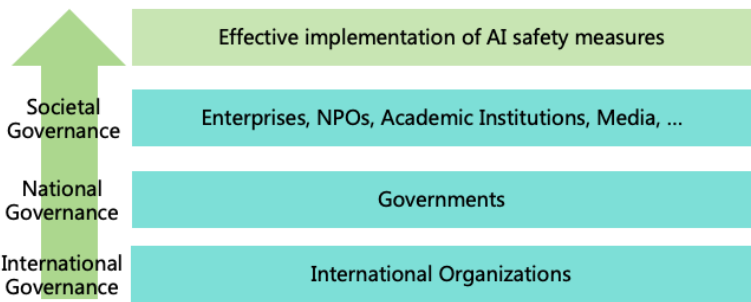 Effective implementation of AI safety measures
Societal
Governance
Enterprises, NPOs, Academic Institutions, Media, ...
National
Governance
Governments
International
Governance
International Organizations